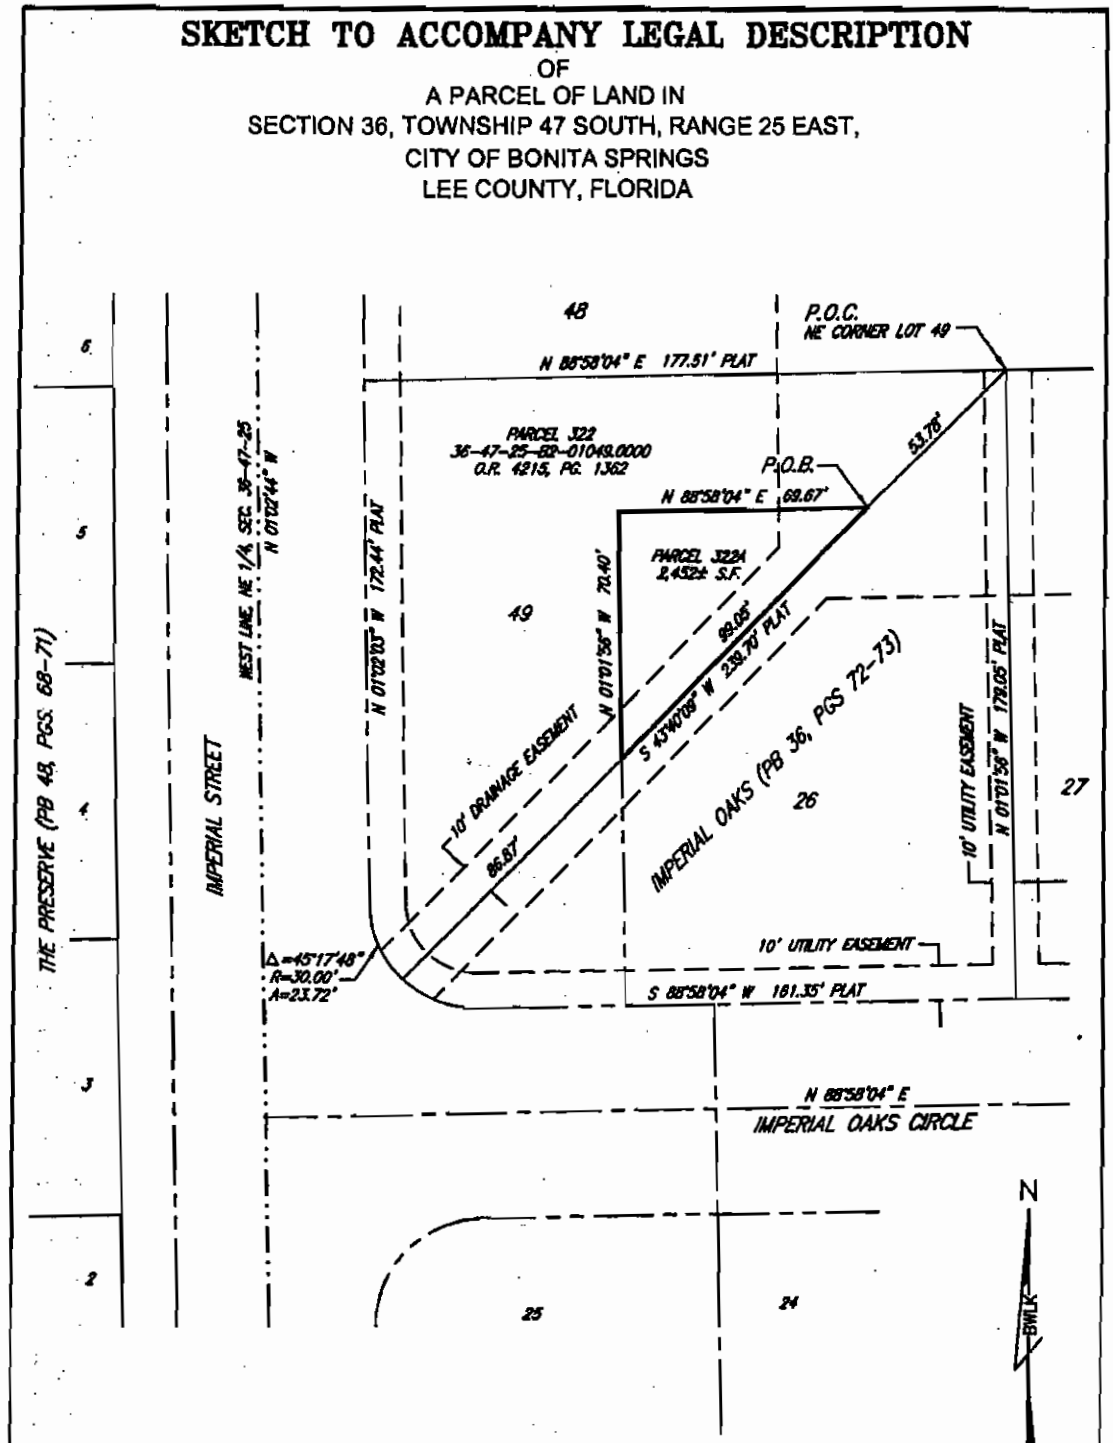 SKETCH TO ACCOMPANY LEGAL DESCRIPTION
OF
A PARCEL OF LAND IN
SECTION 36, TOWNSHIP 47 SOUTH, RANGE 25 EAST,
CITY OF BONITA SPRINGS
LEE COUNTY, FLORIDA
48
P.O.C.
NE CORNER LOT 49
6
N 88°58'04" E 177.51' PLAT
53.78'
PARCEL 322
36-47-25-B2-01049.0000
O.R. 4215, PG. 1362
P.O.B.
N 88°58'04" E 69.67'
WEST LINE, NE 1/4, SEC. 36-47-25
N 01°02'44" W
N 01°02'03" W 172.44' PLAT
5
N 01°01'56" W 70.40'
PARCEL 322A
2,452± S.F.
49
99.05'
S 43°40'09" W 239.70' PLAT
IMPERIAL OAKS (PB 36, PGS 72-73)
THE PRESERVE (PB 48, PGS. 68-71)
4
IMPERIAL STREET
10' DRAINAGE EASEMENT
86.87'
26
10' UTILITY EASEMENT
N 01°01'56" W 179.05' PLAT
27
Δ=45°17'48"
R=30.00'
A=23.72'
10' UTILITY EASEMENT
S 88°58'04" W 161.35' PLAT
3
N 88°58'04" E
IMPERIAL OAKS CIRCLE
N
BWLK
2
25
24